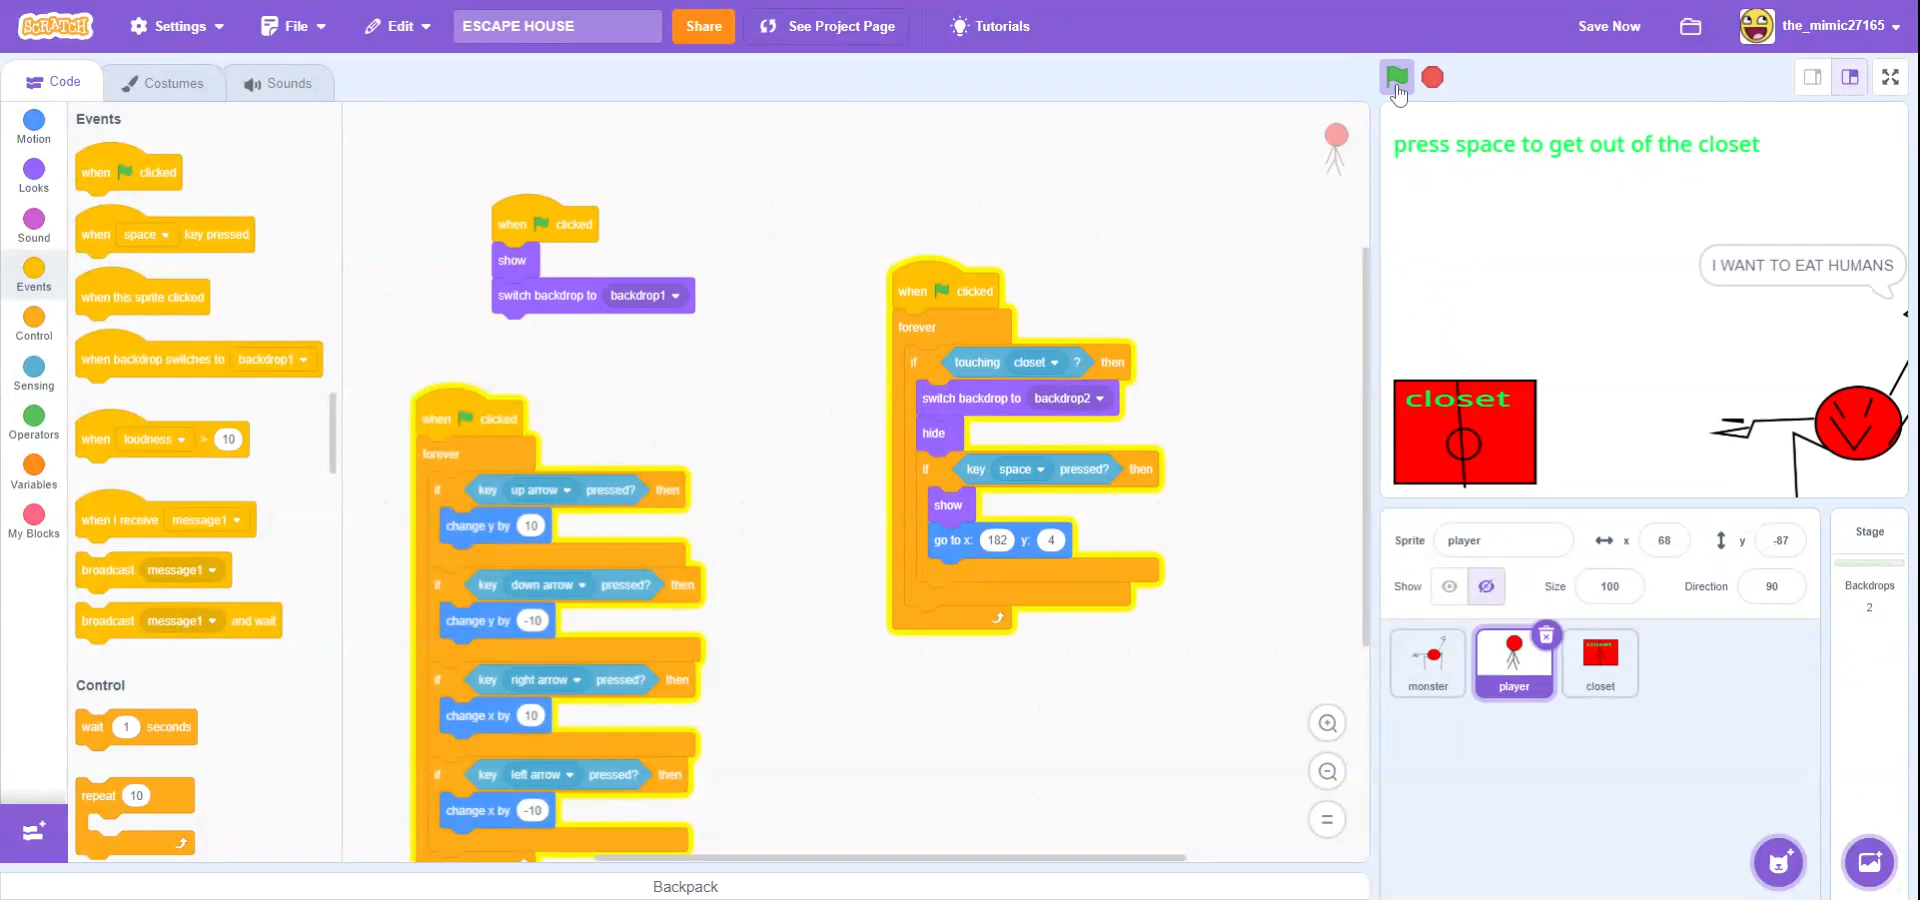 SCRATCH Settings File Edit ESCAPE HOUSE Share See Project Page Tutorials Save Now the_mimic27165
Code Costumes Sounds
Motion
Looks
Sound
Events
Control
Sensing
Operators
Variables
My Blocks
Events
when clicked
when space key pressed
when this sprite clicked
when backdrop switches to backdrop1
when loudness > 10
when I receive message1
broadcast message1
broadcast message1 and wait
Control
wait 1 seconds
repeat 10
when clicked
show
switch backdrop to backdrop1
when clicked
forever
if key up arrow pressed? then
change y by 10
if key down arrow pressed? then
change y by -10
if key right arrow pressed? then
change x by 10
if key left arrow pressed? then
change x by -10
when clicked
forever
if touching closet ? then
switch backdrop to backdrop2
hide
if key space pressed? then
show
go to x: 182 y: 4
press space to get out of the closet
I WANT TO EAT HUMANS
closet
Sprite player x 68 y -87
Show Size 100 Direction 90
monster
player
closet
Stage
Backdrops
2
Backpack